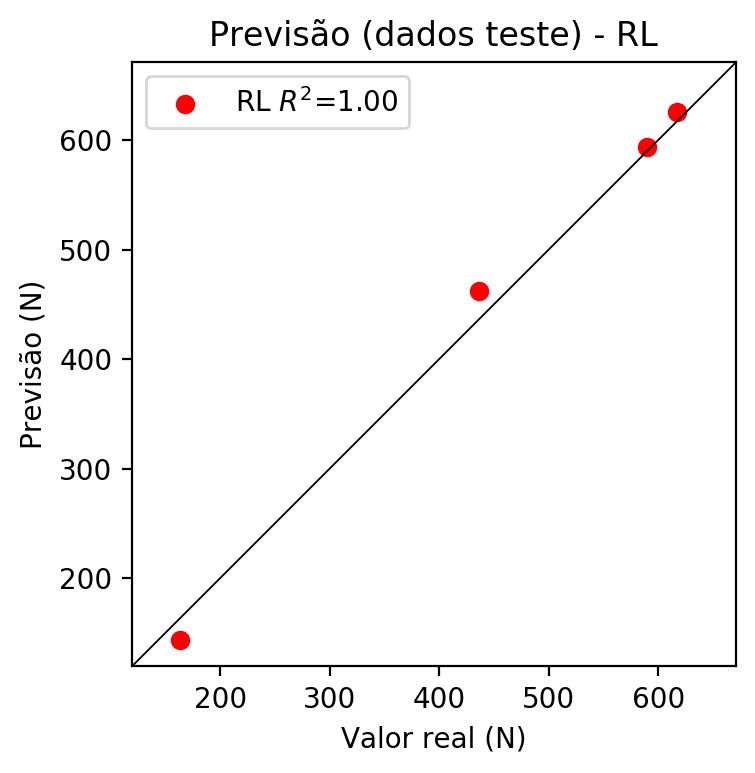 Previsão (dados teste) - RL
RL R²=1.00
Previsão (N)
600
500
400
300
200
200 300 400 500 600
Valor real (N)